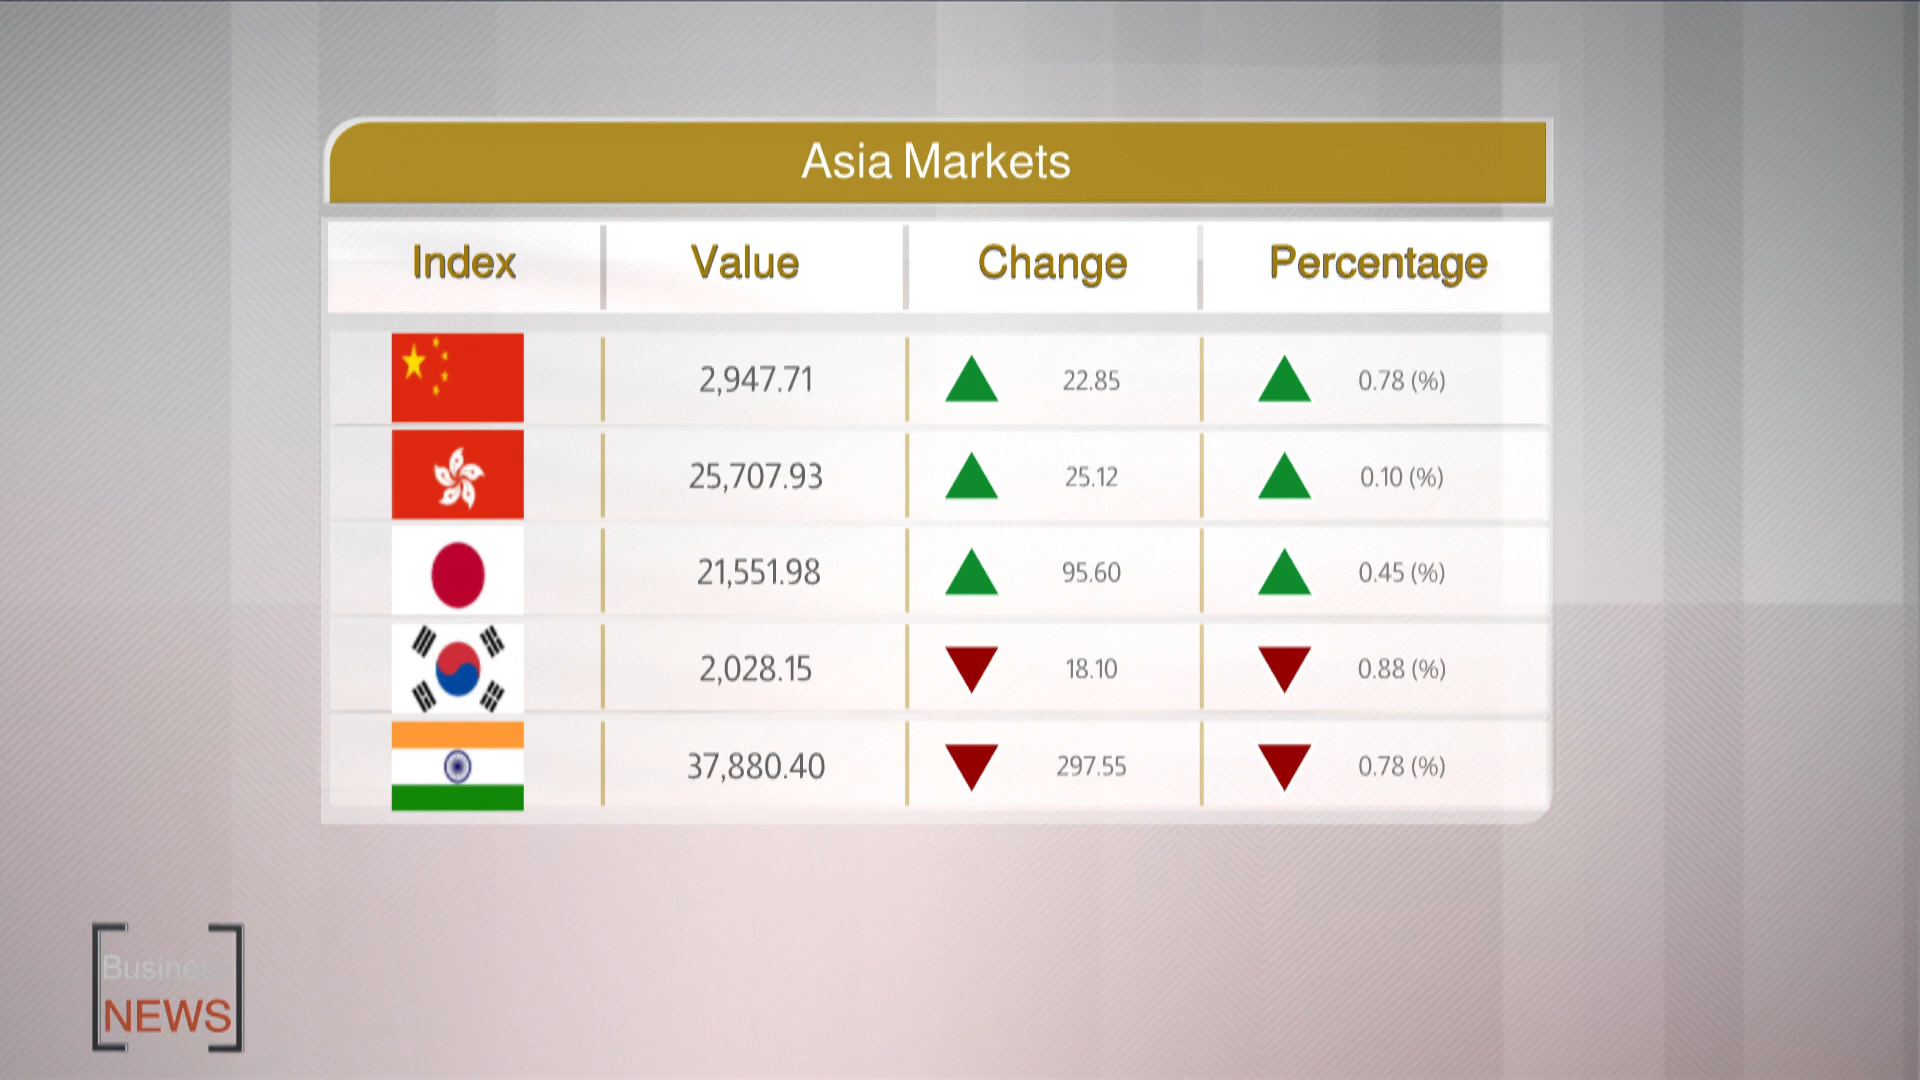 Asia Markets
Index Value Change Percentage
2,947.71 22.85 0.78 (%)
25,707.93 25.12 0.10 (%)
21,551.98 95.60 0.45 (%)
2,028.15 18.10 0.88 (%)
37,880.40 297.55 0.78 (%)
Business
NEWS